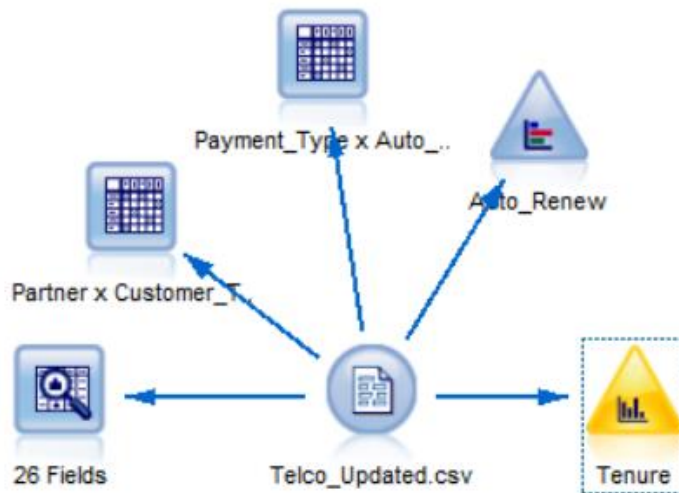 Payment_Type x Auto_..
Auto_Renew
Partner x Customer_T..
26 Fields
Telco_Updated.csv
Tenure